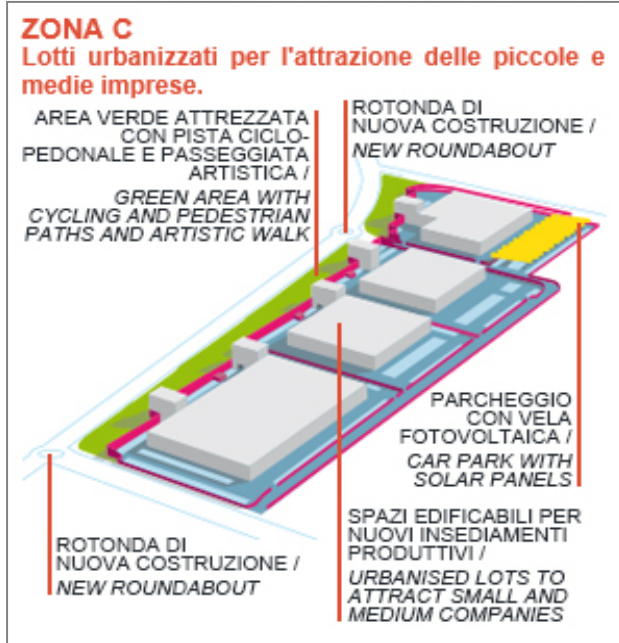 ZONA C
Lotti urbanizzati per l'attrazione delle piccole e
medie imprese.
AREA VERDE ATTREZZATA
CON PISTA CICLO-
PEDONALE E PASSEGGIATA
ARTISTICA /
GREEN AREA WITH
CYCLING AND PEDESTRIAN
PATHS AND ARTISTIC WALK
ROTONDA DI
NUOVA COSTRUZIONE /
NEW ROUNDABOUT
PARCHEGGIO
CON VELA
FOTOVOLTAICA /
CAR PARK WITH
SOLAR PANELS
ROTONDA DI
NUOVA COSTRUZIONE /
NEW ROUNDABOUT
SPAZI EDIFICABILI PER
NUOVI INSEDIAMENTI
PRODUTTIVI /
URBANISED LOTS TO
ATTRACT SMALL AND
MEDIUM COMPANIES